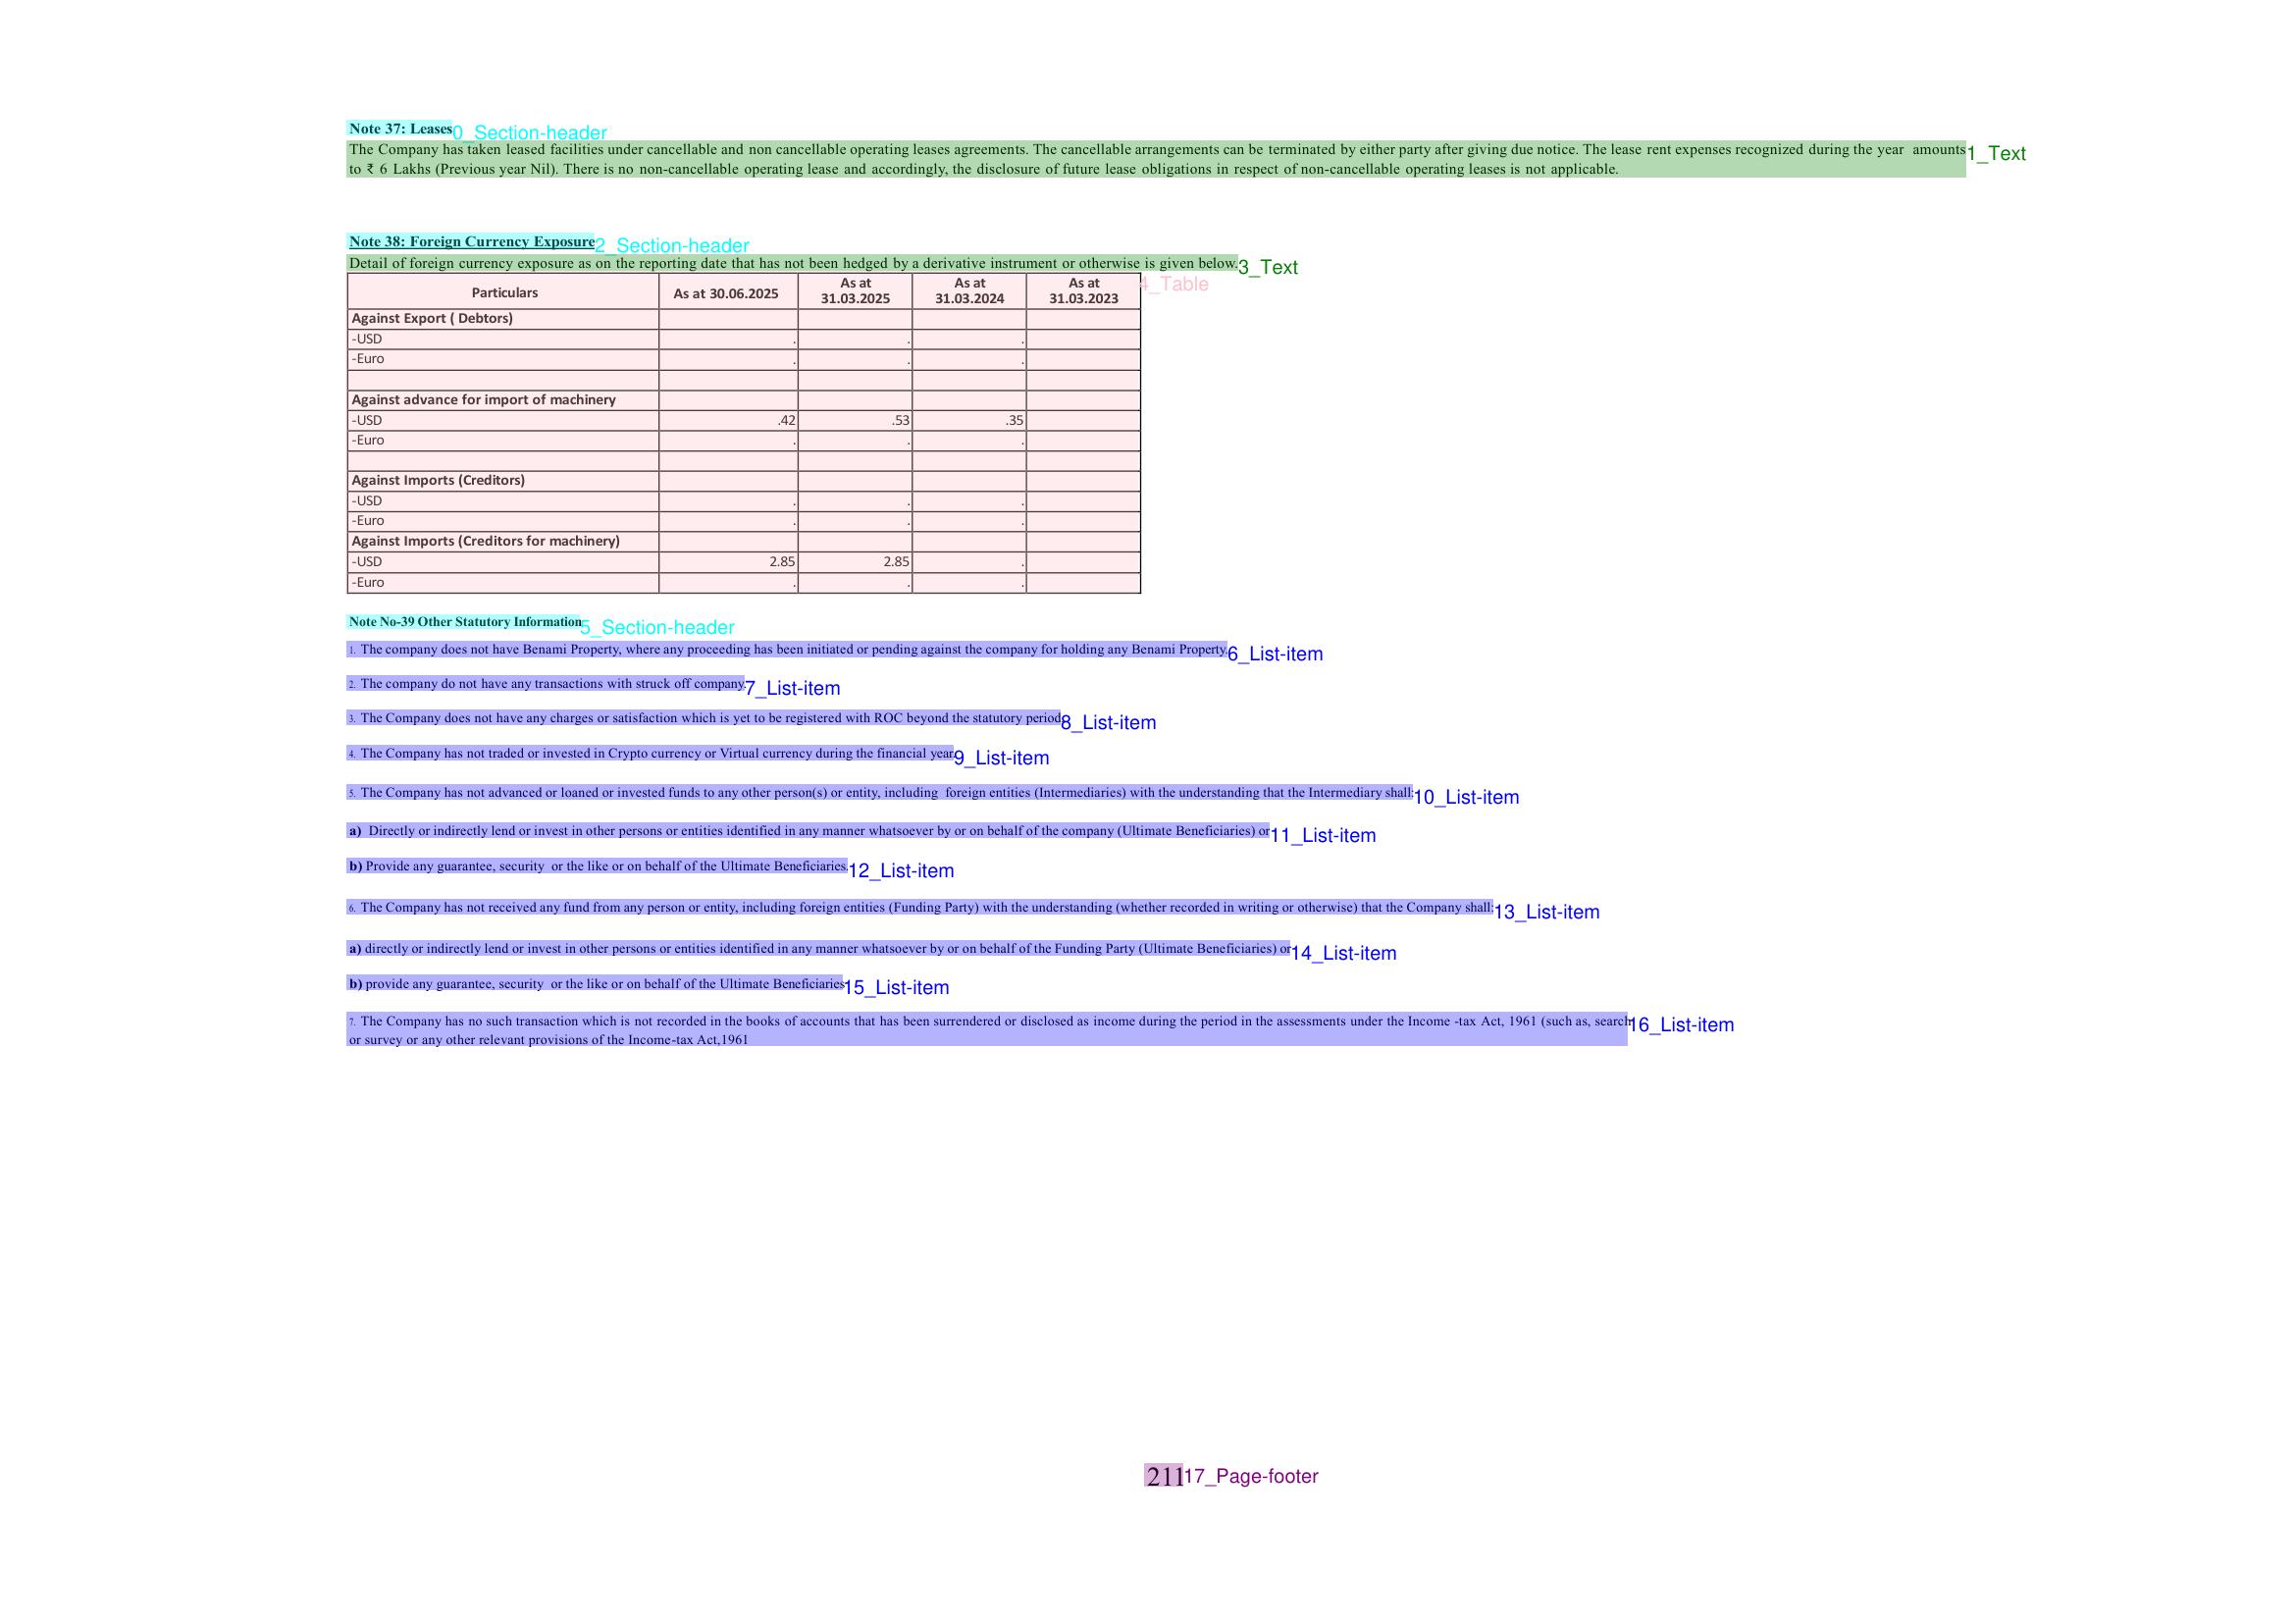 Note 37: Leases0_Section-header
The Company has taken leased facilities under cancellable and non cancellable operating leases agreements. The cancellable arrangements can be terminated by either party after giving due notice. The lease rent expenses recognized during the year amounts1_Text
to ₹ 6 Lakhs (Previous year Nil). There is no non-cancellable operating lease and accordingly, the disclosure of future lease obligations in respect of non-cancellable operating leases is not applicable.
Note 38: Foreign Currency Exposure2_Section-header
Detail of foreign currency exposure as on the reporting date that has not been hedged by a derivative instrument or otherwise is given below.3_Text
Particulars As at 30.06.2025 As at 31.03.2025 As at 31.03.2024 As at 31.03.2023 4_Table
Against Export ( Debtors)
-USD . . .
-Euro . . .
Against advance for import of machinery
-USD .42 .53 .35
-Euro . . .
Against Imports (Creditors)
-USD . . .
-Euro . . .
Against Imports (Creditors for machinery)
-USD 2.85 2.85 .
-Euro . . .
Note No-39 Other Statutory Information5_Section-header
1. The company does not have Benami Property, where any proceeding has been initiated or pending against the company for holding any Benami Property.6_List-item
2. The company do not have any transactions with struck off company.7_List-item
3. The Company does not have any charges or satisfaction which is yet to be registered with ROC beyond the statutory period8_List-item
4. The Company has not traded or invested in Crypto currency or Virtual currency during the financial year.9_List-item
5. The Company has not advanced or loaned or invested funds to any other person(s) or entity, including foreign entities (Intermediaries) with the understanding that the Intermediary shall:10_List-item
a) Directly or indirectly lend or invest in other persons or entities identified in any manner whatsoever by or on behalf of the company (Ultimate Beneficiaries) or11_List-item
b) Provide any guarantee, security or the like or on behalf of the Ultimate Beneficiaries.12_List-item
6. The Company has not received any fund from any person or entity, including foreign entities (Funding Party) with the understanding (whether recorded in writing or otherwise) that the Company shall:13_List-item
a) directly or indirectly lend or invest in other persons or entities identified in any manner whatsoever by or on behalf of the Funding Party (Ultimate Beneficiaries) or14_List-item
b) provide any guarantee, security or the like or on behalf of the Ultimate Beneficiaries15_List-item
7. The Company has no such transaction which is not recorded in the books of accounts that has been surrendered or disclosed as income during the period in the assessments under the Income -tax Act, 1961 (such as, search16_List-item
or survey or any other relevant provisions of the Income-tax Act,1961
21117_Page-footer